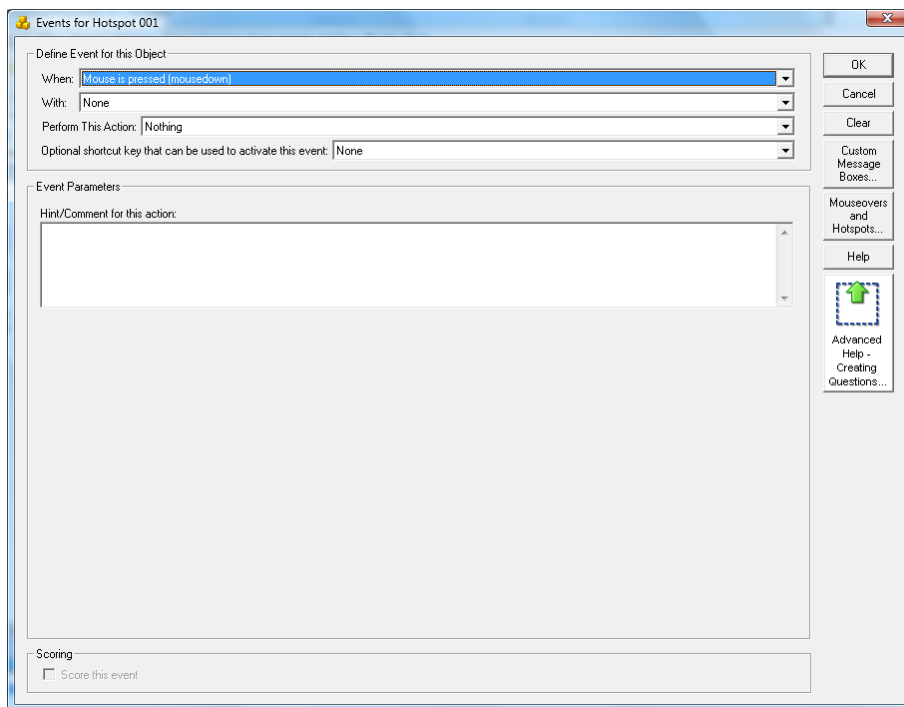 Events for Hotspot 001
Define Event for this Object
When: Mouse is pressed (mousedown)
With: None
Perform This Action: Nothing
Optional shortcut key that can be used to activate this event: None
Event Parameters
Hint/Comment for this action:
Scoring
Score this event
OK
Cancel
Clear
Custom
Message
Boxes...
Mouseovers
and
Hotspots...
Help
Advanced
Help -
Creating
Questions...